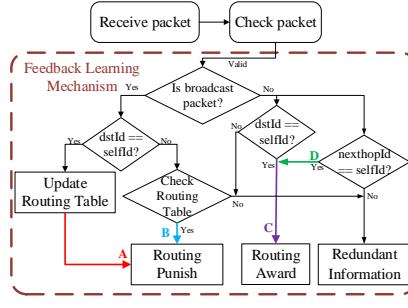 Receive packet
Check packet
Feedback Learning
Mechanism
Valid
Is broadcast
packet?
Yes
No
dstId ==
selfId?
Yes
No
dstId ==
selfId?
No
Yes
D
nexthopId
== selfId?
Yes
No
Update
Routing Table
Check
Routing
Table
No
B
Yes
A
C
Routing
Punish
Routing
Award
Redundant
Information